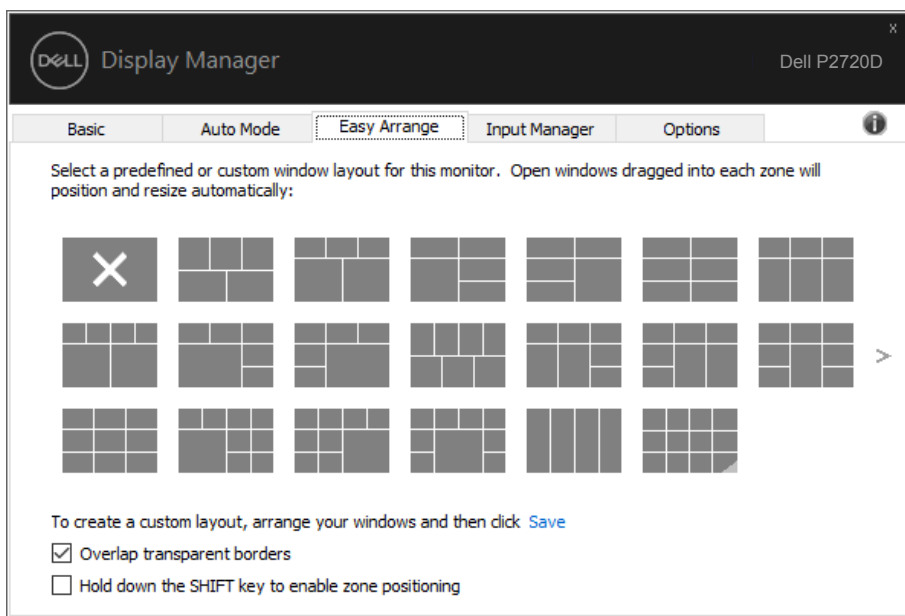 x
DELL Display Manager
Dell P2720D
Basic Auto Mode Easy Arrange Input Manager Options
Select a predefined or custom window layout for this monitor. Open windows dragged into each zone will
position and resize automatically:
>
To create a custom layout, arrange your windows and then click Save
Overlap transparent borders
Hold down the SHIFT key to enable zone positioning